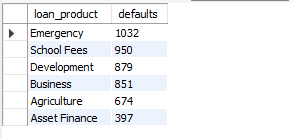 loan_product defaults
Emergency 1032
School Fees 950
Development 879
Business 851
Agriculture 674
Asset Finance 397